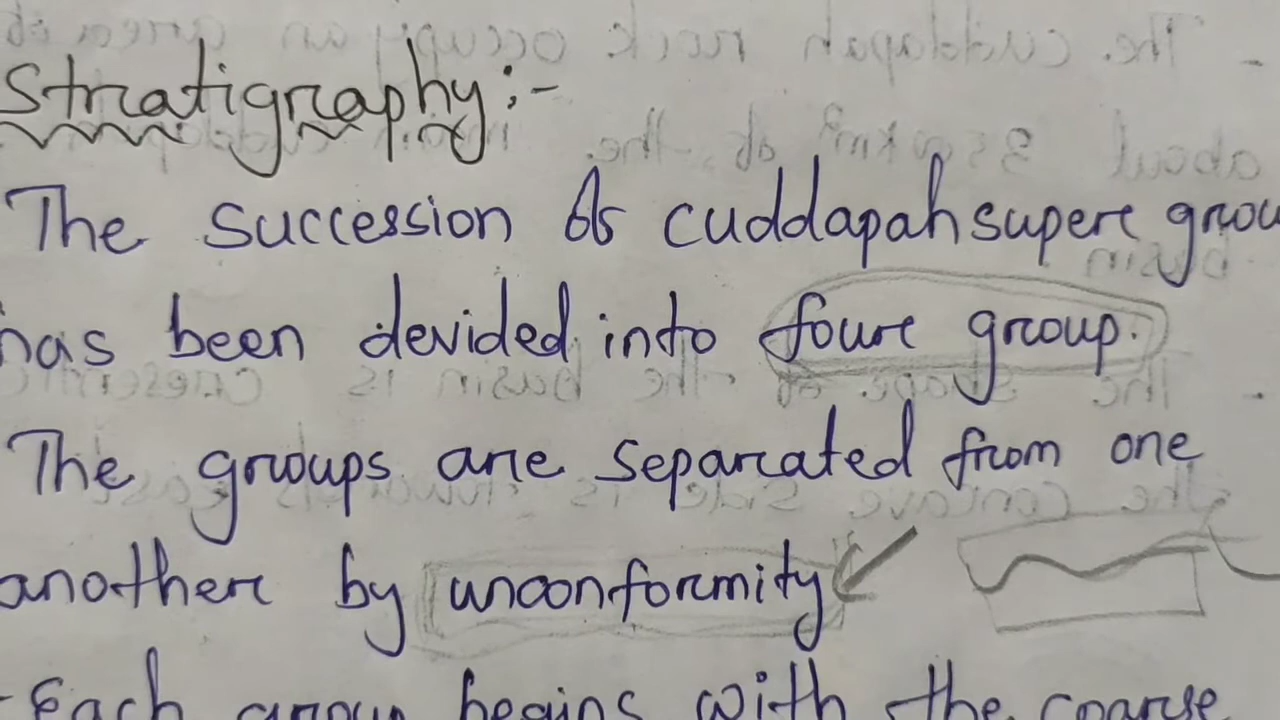 Stratigraphy:-
The succession of cuddapah super grou
has been devided into four group.
The groups are separated from one
another by unconformity
- Each group begins with the coarse